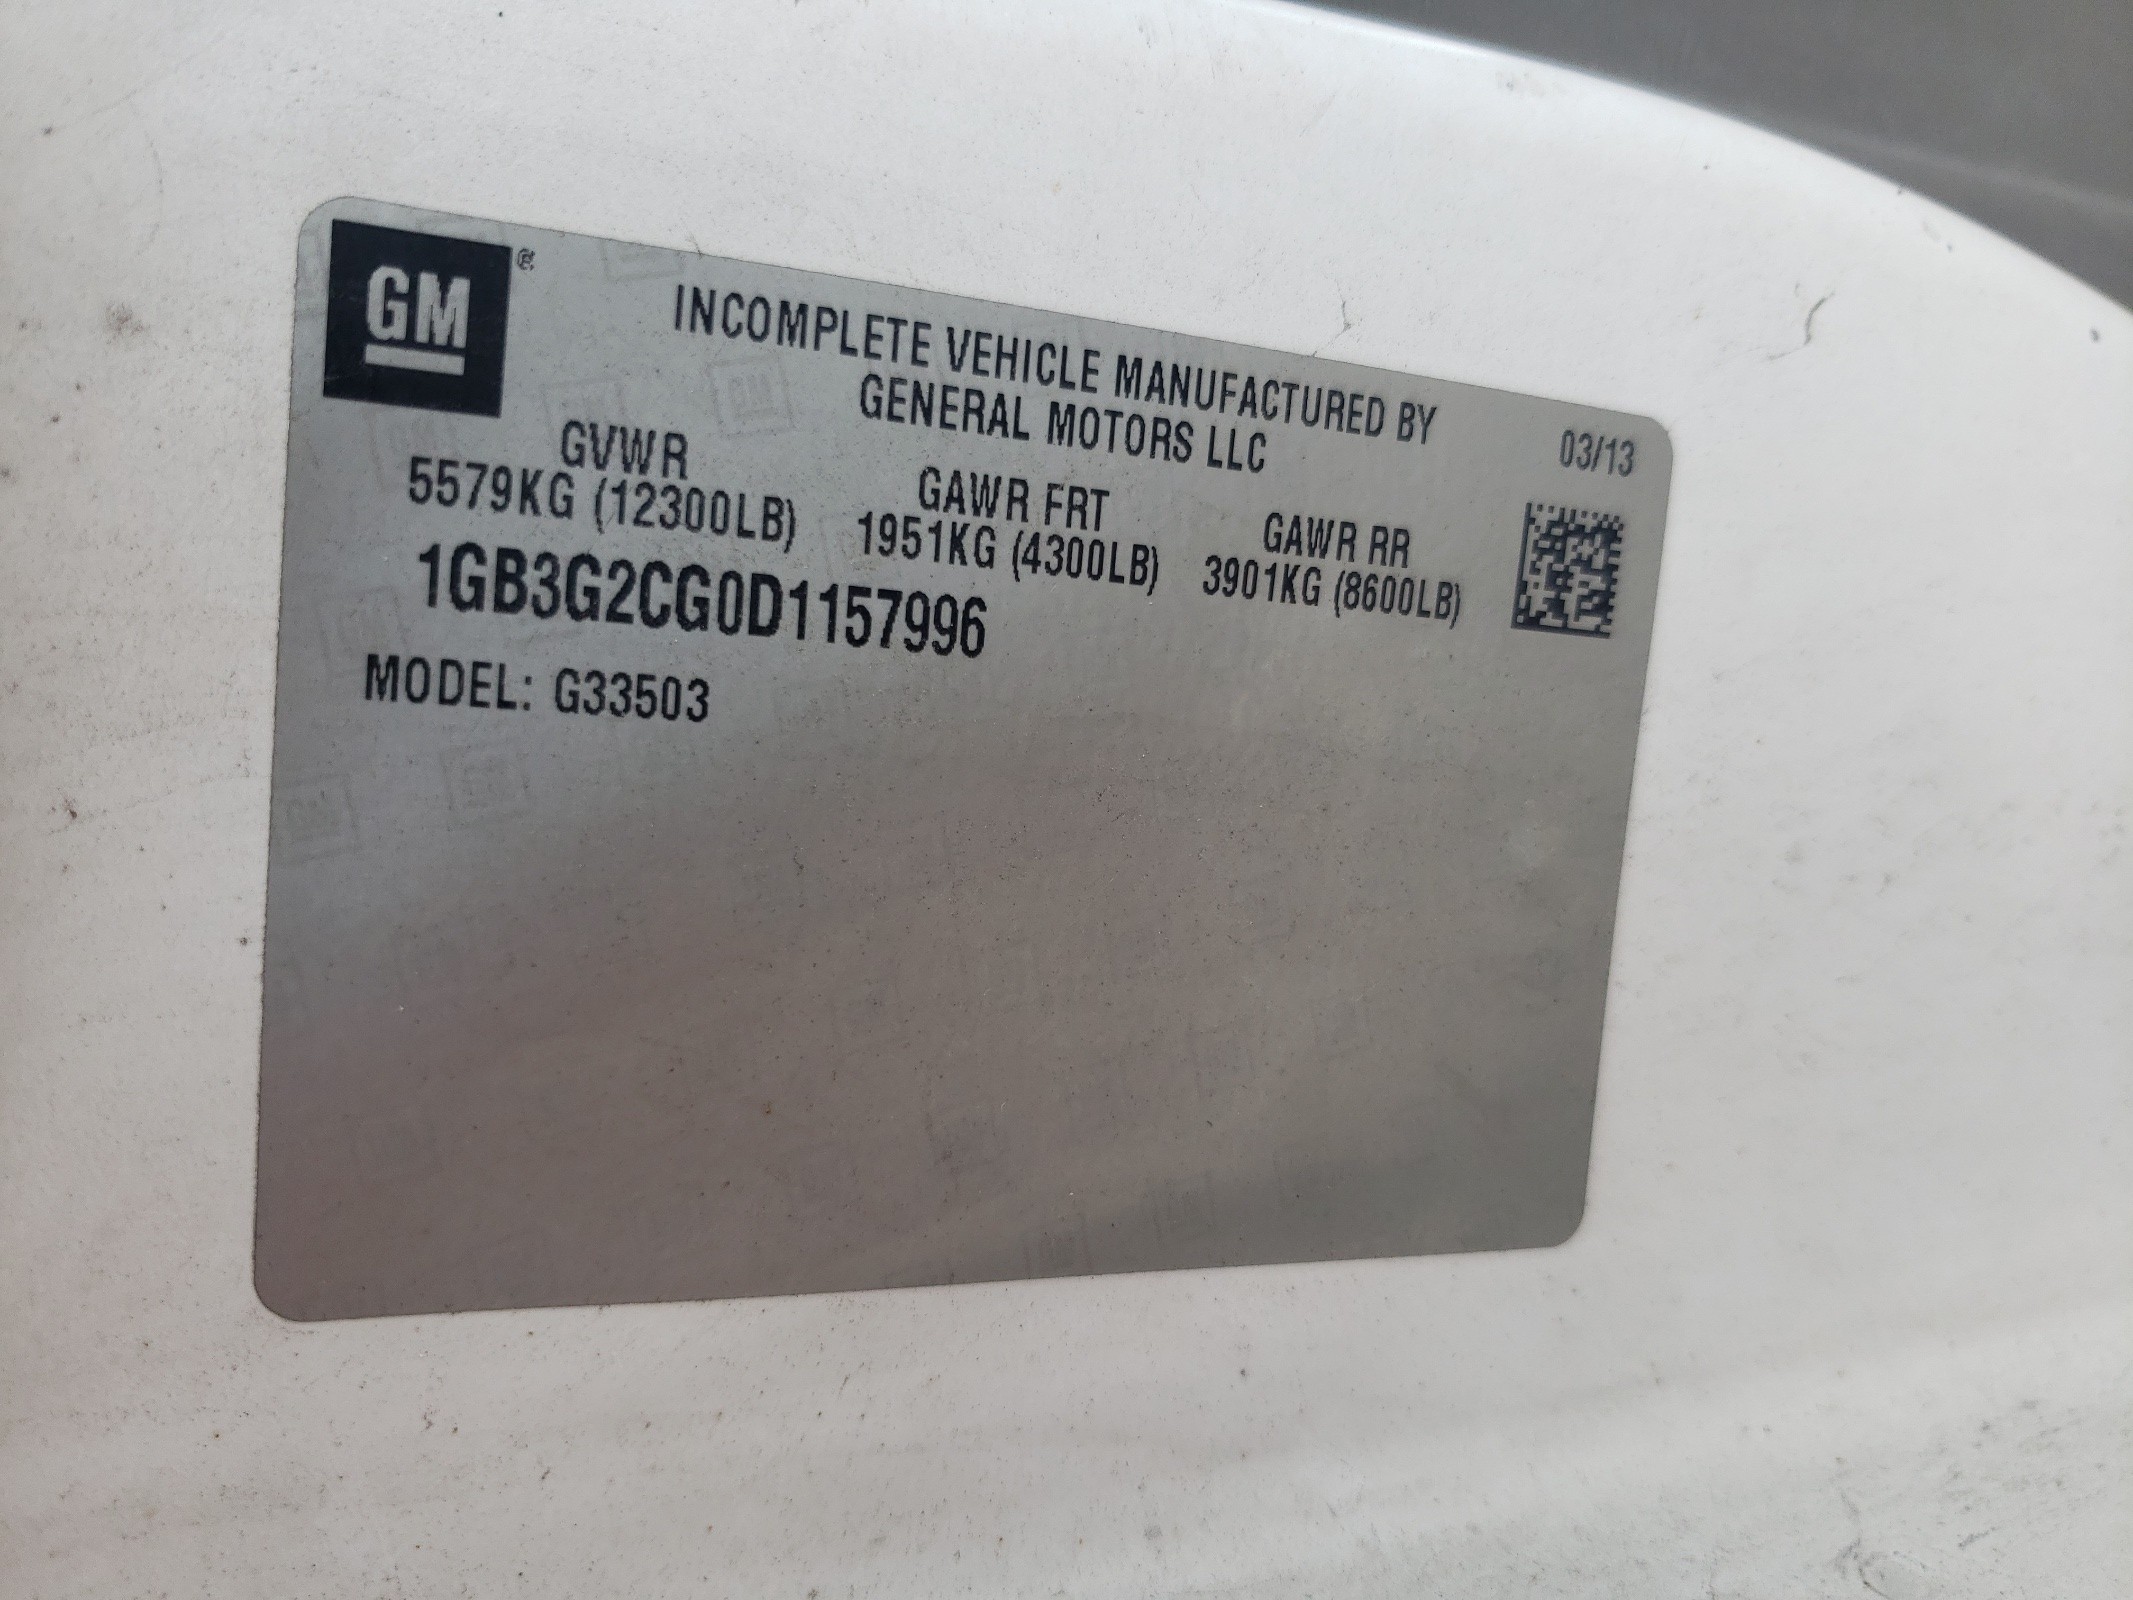 GM
INCOMPLETE VEHICLE MANUFACTURED BY
GENERAL MOTORS LLC
03/13
GVWR
5579KG (12300LB)
GAWR FRT
1951KG (4300LB)
GAWR RR
3901KG (8600LB)
1GB3G2CG0D1157996
MODEL: G33503